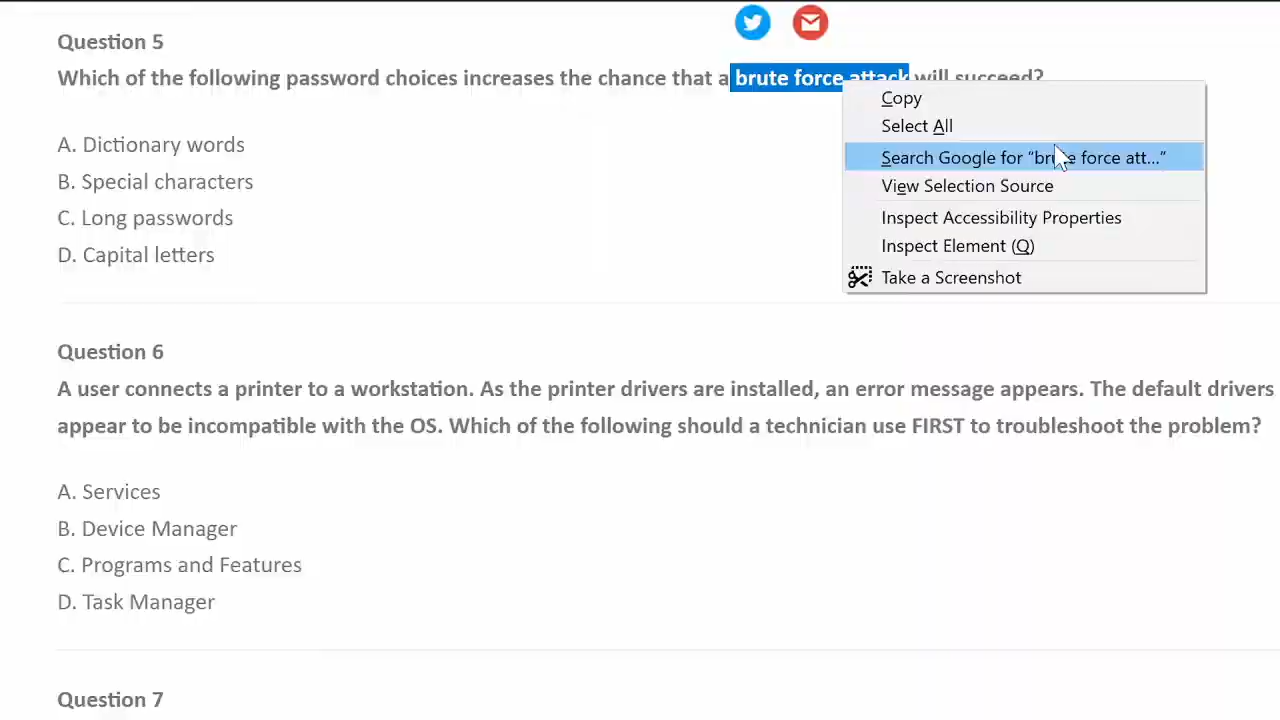 Question 5
Which of the following password choices increases the chance that a brute force attack will succeed?
Copy
Select All
Search Google for “brute force att...”
View Selection Source
Inspect Accessibility Properties
Inspect Element (Q)
Take a Screenshot
A. Dictionary words
B. Special characters
C. Long passwords
D. Capital letters
Question 6
A user connects a printer to a workstation. As the printer drivers are installed, an error message appears. The default drivers
appear to be incompatible with the OS. Which of the following should a technician use FIRST to troubleshoot the problem?
A. Services
B. Device Manager
C. Programs and Features
D. Task Manager
Question 7